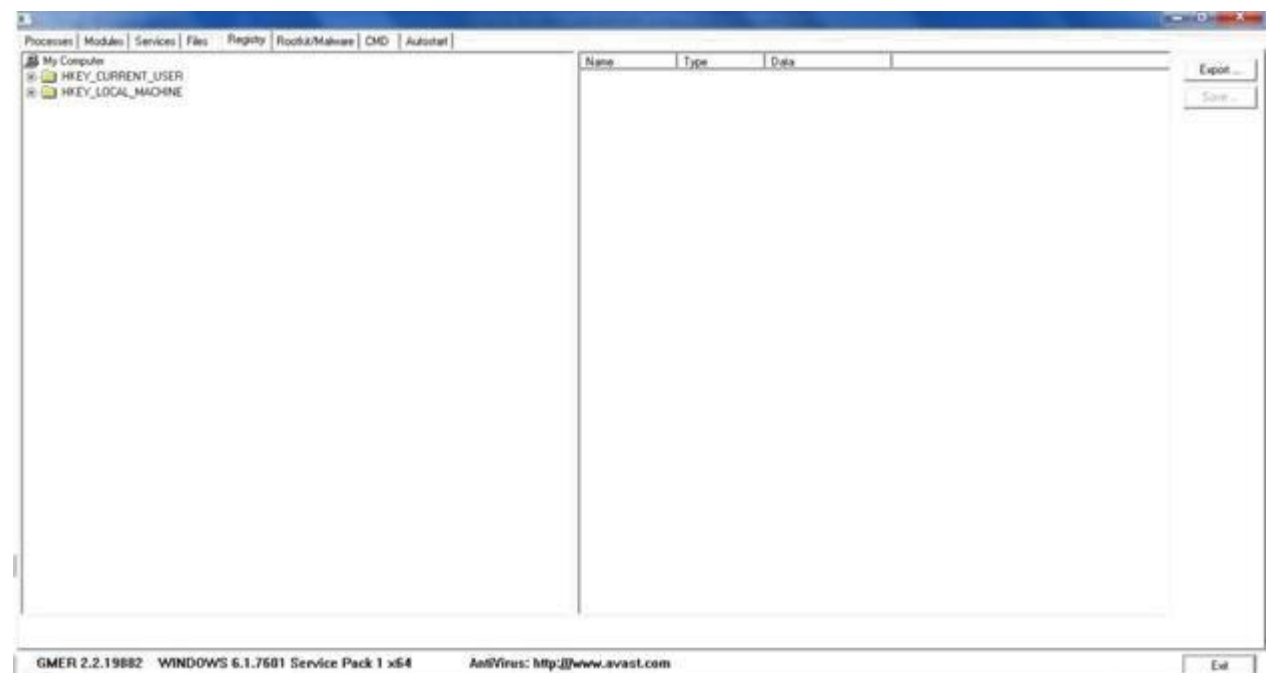 Processes Modules Services Files Registry Rootkit/Malware CMD Autostart
My Computer
HKEY_CURRENT_USER
HKEY_LOCAL_MACHINE
Name Type Data
Export ...
Save ...
GMER 2.2.19882 WINDOWS 6.1.7601 Service Pack 1 x64 AntiVirus: http:///www.avast.com
Exit